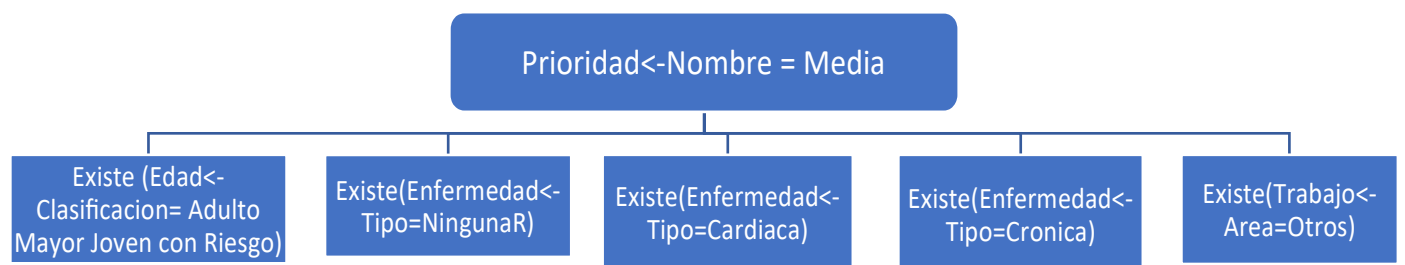 Prioridad<-Nombre = Media
Existe (Edad<-
Clasificacion= Adulto
Mayor Joven con Riesgo)
Existe(Enfermedad<-
Tipo=NingunaR)
Existe(Enfermedad<-
Tipo=Cardiaca)
Existe(Enfermedad<-
Tipo=Cronica)
Existe(Trabajo<-
Area=Otros)